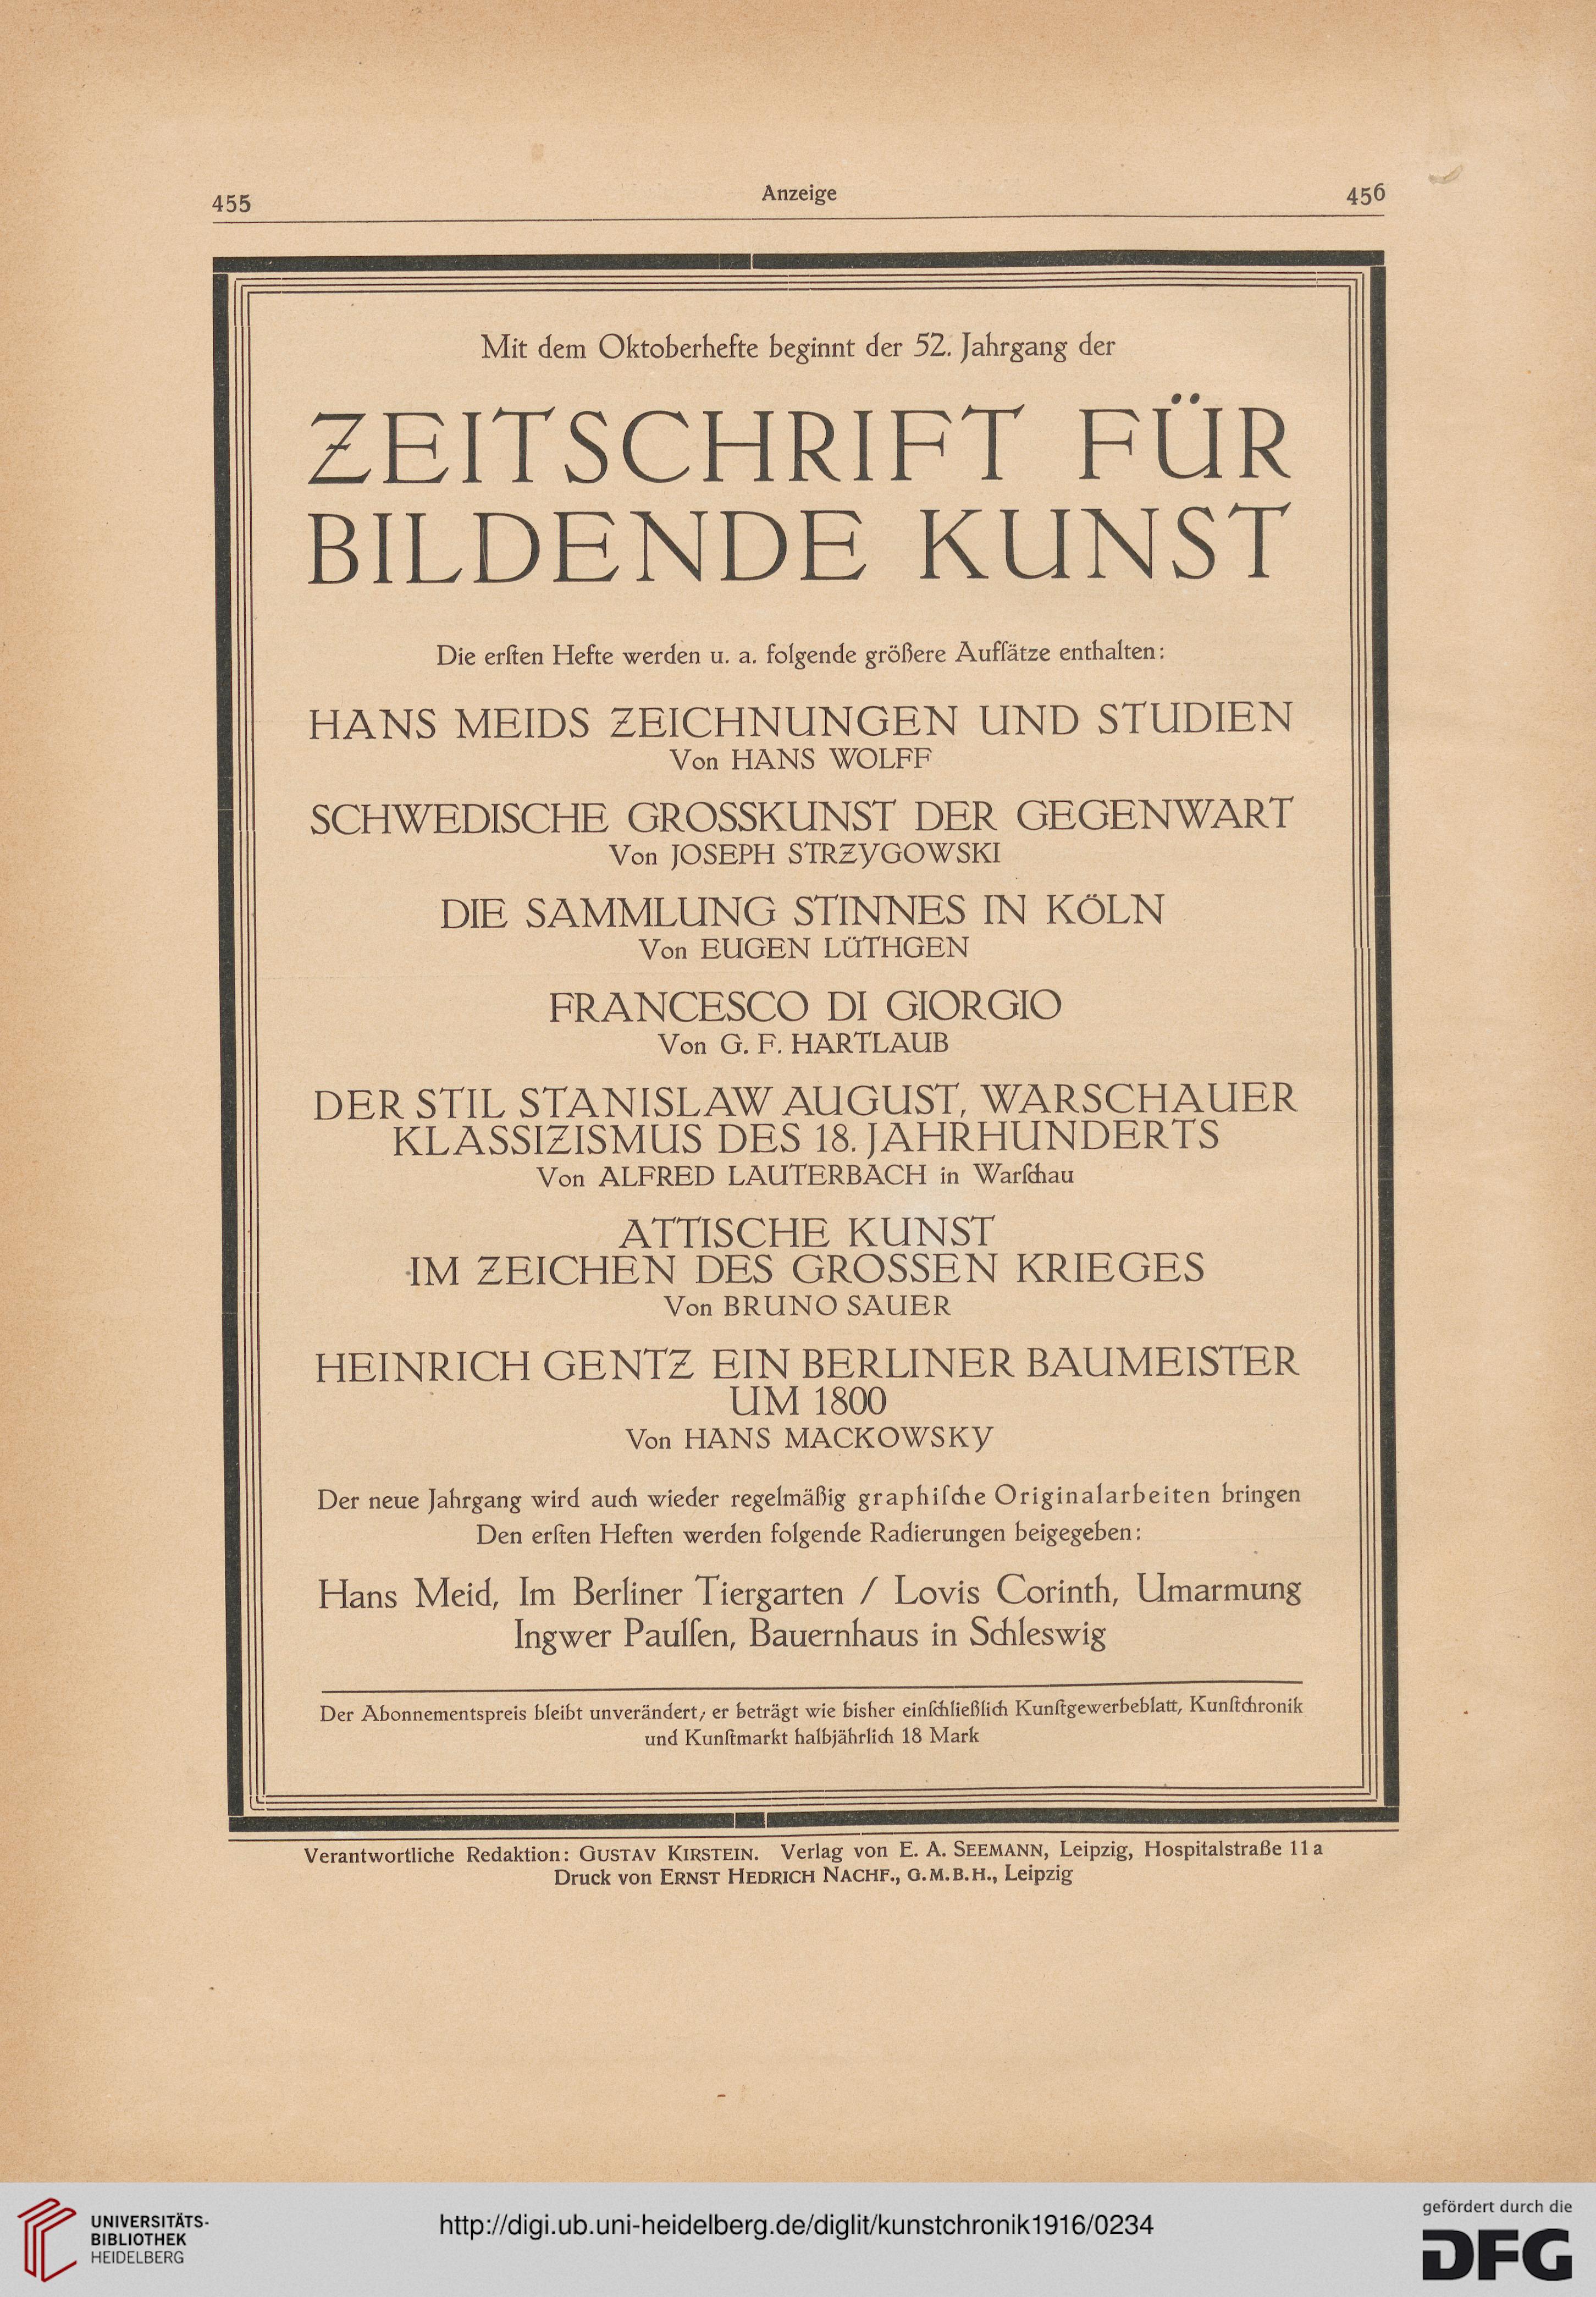 455
Anzeige
456
Mit dem Oktoberhefte beginnt der 52. Jahrgang der
ZEITSCHRIFT FÜR
BILDENDE KUNST
Die erſten Hefte werden u. a. folgende größere Aufſätze enthalten:
HANS MEIDS ZEICHNUNGEN UND STUDIEN
Von HANS WOLFF
SCHWEDISCHE GROSSKUNST DER GEGENWART
Von JOSEPH STRZYGOWSKI
DIE SAMMLUNG STINNES IN KÖLN
Von EUGEN LÜTHGEN
FRANCESCO DI GIORGIO
Von G. F. HARTLAUB
DER STIL STANISLAW AUGUST, WARSCHAUER
KLASSIZISMUS DES 18. JAHRHUNDERTS
Von ALFRED LAUTERBACH in Warſchau
ATTISCHE KUNST
IM ZEICHEN DES GROSSEN KRIEGES
Von BRUNO SAUER
HEINRICH GENTZ EIN BERLINER BAUMEISTER
UM 1800
Von HANS MACKOWSKY
Der neue Jahrgang wird auch wieder regelmäßig graphiſche Originalarbeiten bringen
Den erſten Heften werden folgende Radierungen beigegeben:
Hans Meid, Im Berliner Tiergarten / Lovis Corinth, Umarmung
Ingwer Paulſen, Bauernhaus in Schleswig
Der Abonnementspreis bleibt unverändert; er beträgt wie bisher einſchließlich Kunſtgewerbeblatt, Kunſtchronik
und Kunſtmarkt halbjährlich 18 Mark
Verantwortliche Redaktion: GUSTAV KIRSTEIN. Verlag von E. A. SEEMANN, Leipzig, Hospitalstraße 11a
Druck von ERNST HEDRICH NACHF., G.M.B.H., Leipzig
UNIVERSITÄTS-
BIBLIOTHEK
HEIDELBERG
http://digi.ub.uni-heidelberg.de/diglit/kunstchronik1916/0234
gefördert durch die
DFG